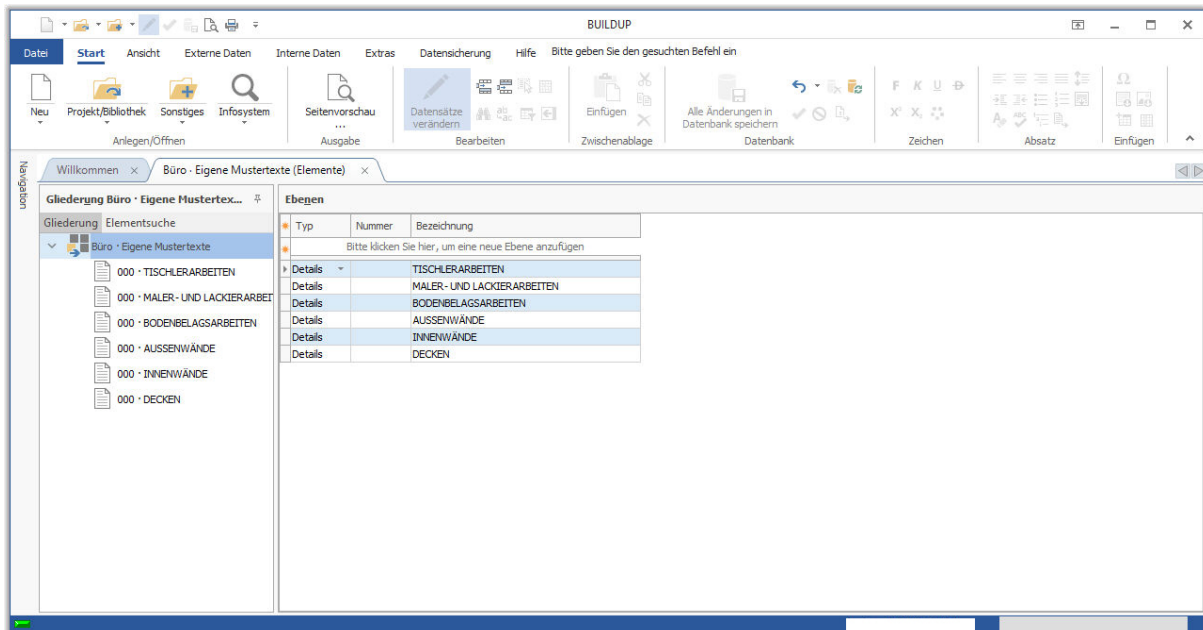 BUILDUP
Datei Start Ansicht Externe Daten Interne Daten Extras Datensicherung Hilfe Bitte geben Sie den gesuchten Befehl ein
Neu Projekt/Bibliothek Sonstiges Infosystem Seitenvorschau ... Datensätze verändern Einfügen Alle Änderungen in Datenbank speichern F K U D X² X₂
Anlegen/Öffnen Ausgabe Bearbeiten Zwischenablage Datenbank Zeichen Absatz Einfügen
Navigation
Willkommen × Büro · Eigene Mustertexte (Elemente) ×
Gliederung Büro · Eigene Mustertex...
Gliederung Elementsuche
Büro · Eigene Mustertexte
000 · TISCHLERARBEITEN
000 · MALER- UND LACKIERARBEIT
000 · BODENBELAGSARBEITEN
000 · AUSSENWÄNDE
000 · INNENWÄNDE
000 · DECKEN
Ebenen
Typ Nummer Bezeichnung
Bitte klicken Sie hier, um eine neue Ebene anzufügen
Details TISCHLERARBEITEN
Details MALER- UND LACKIERARBEITEN
Details BODENBELAGSARBEITEN
Details AUSSENWÄNDE
Details INNENWÄNDE
Details DECKEN